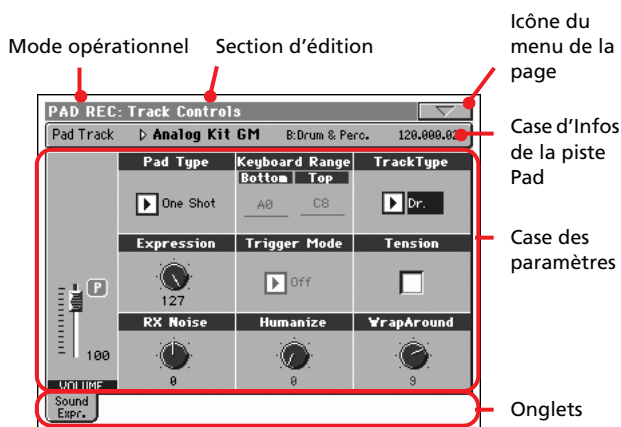 Icône du
menu de la
page
Mode opérationnel
Section d'édition
PAD REC: Track Controls
Pad Track
Analog Kit GM
B:Drum & Perc.
Case d'Infos
de la piste
Pad
Pad Type
Keyboard Range
TrackType
Bottom
Top
One Shot
A0
C8
Dr.
Expression
Trigger Mode
Tension
Case des
paramètres
P
127
Off
RX Noise
Humanize
WrapAround
100
0
0
9
VOLUME
Sound
Expr.
Onglets